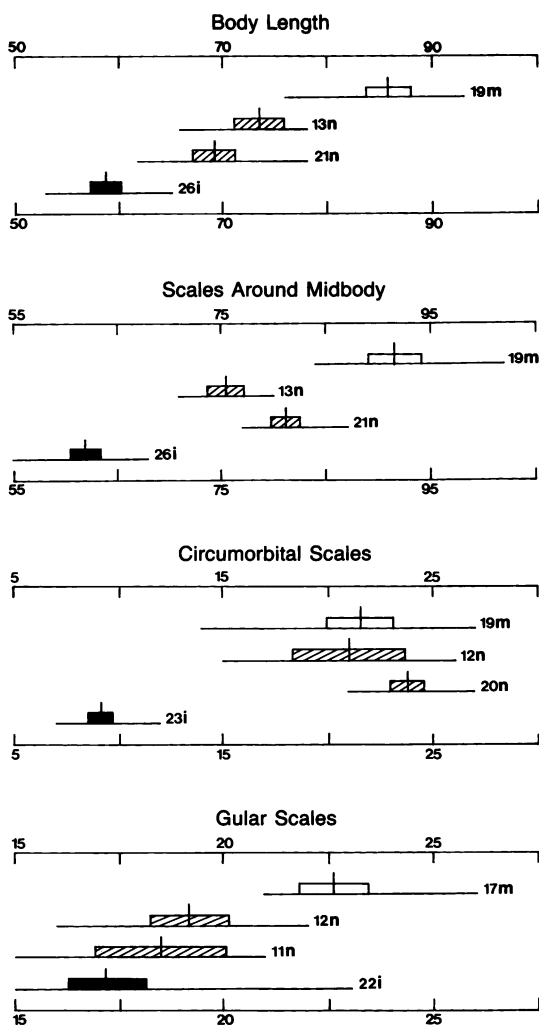 Body Length
50 70 90
19m
13n
21n
26i
50 70 90
Scales Around Midbody
55 75 95
19m
13n
21n
26i
55 75 95
Circumorbital Scales
5 15 25
19m
12n
20n
23i
5 15 25
Gular Scales
15 20 25
17m
12n
11n
22i
15 20 25